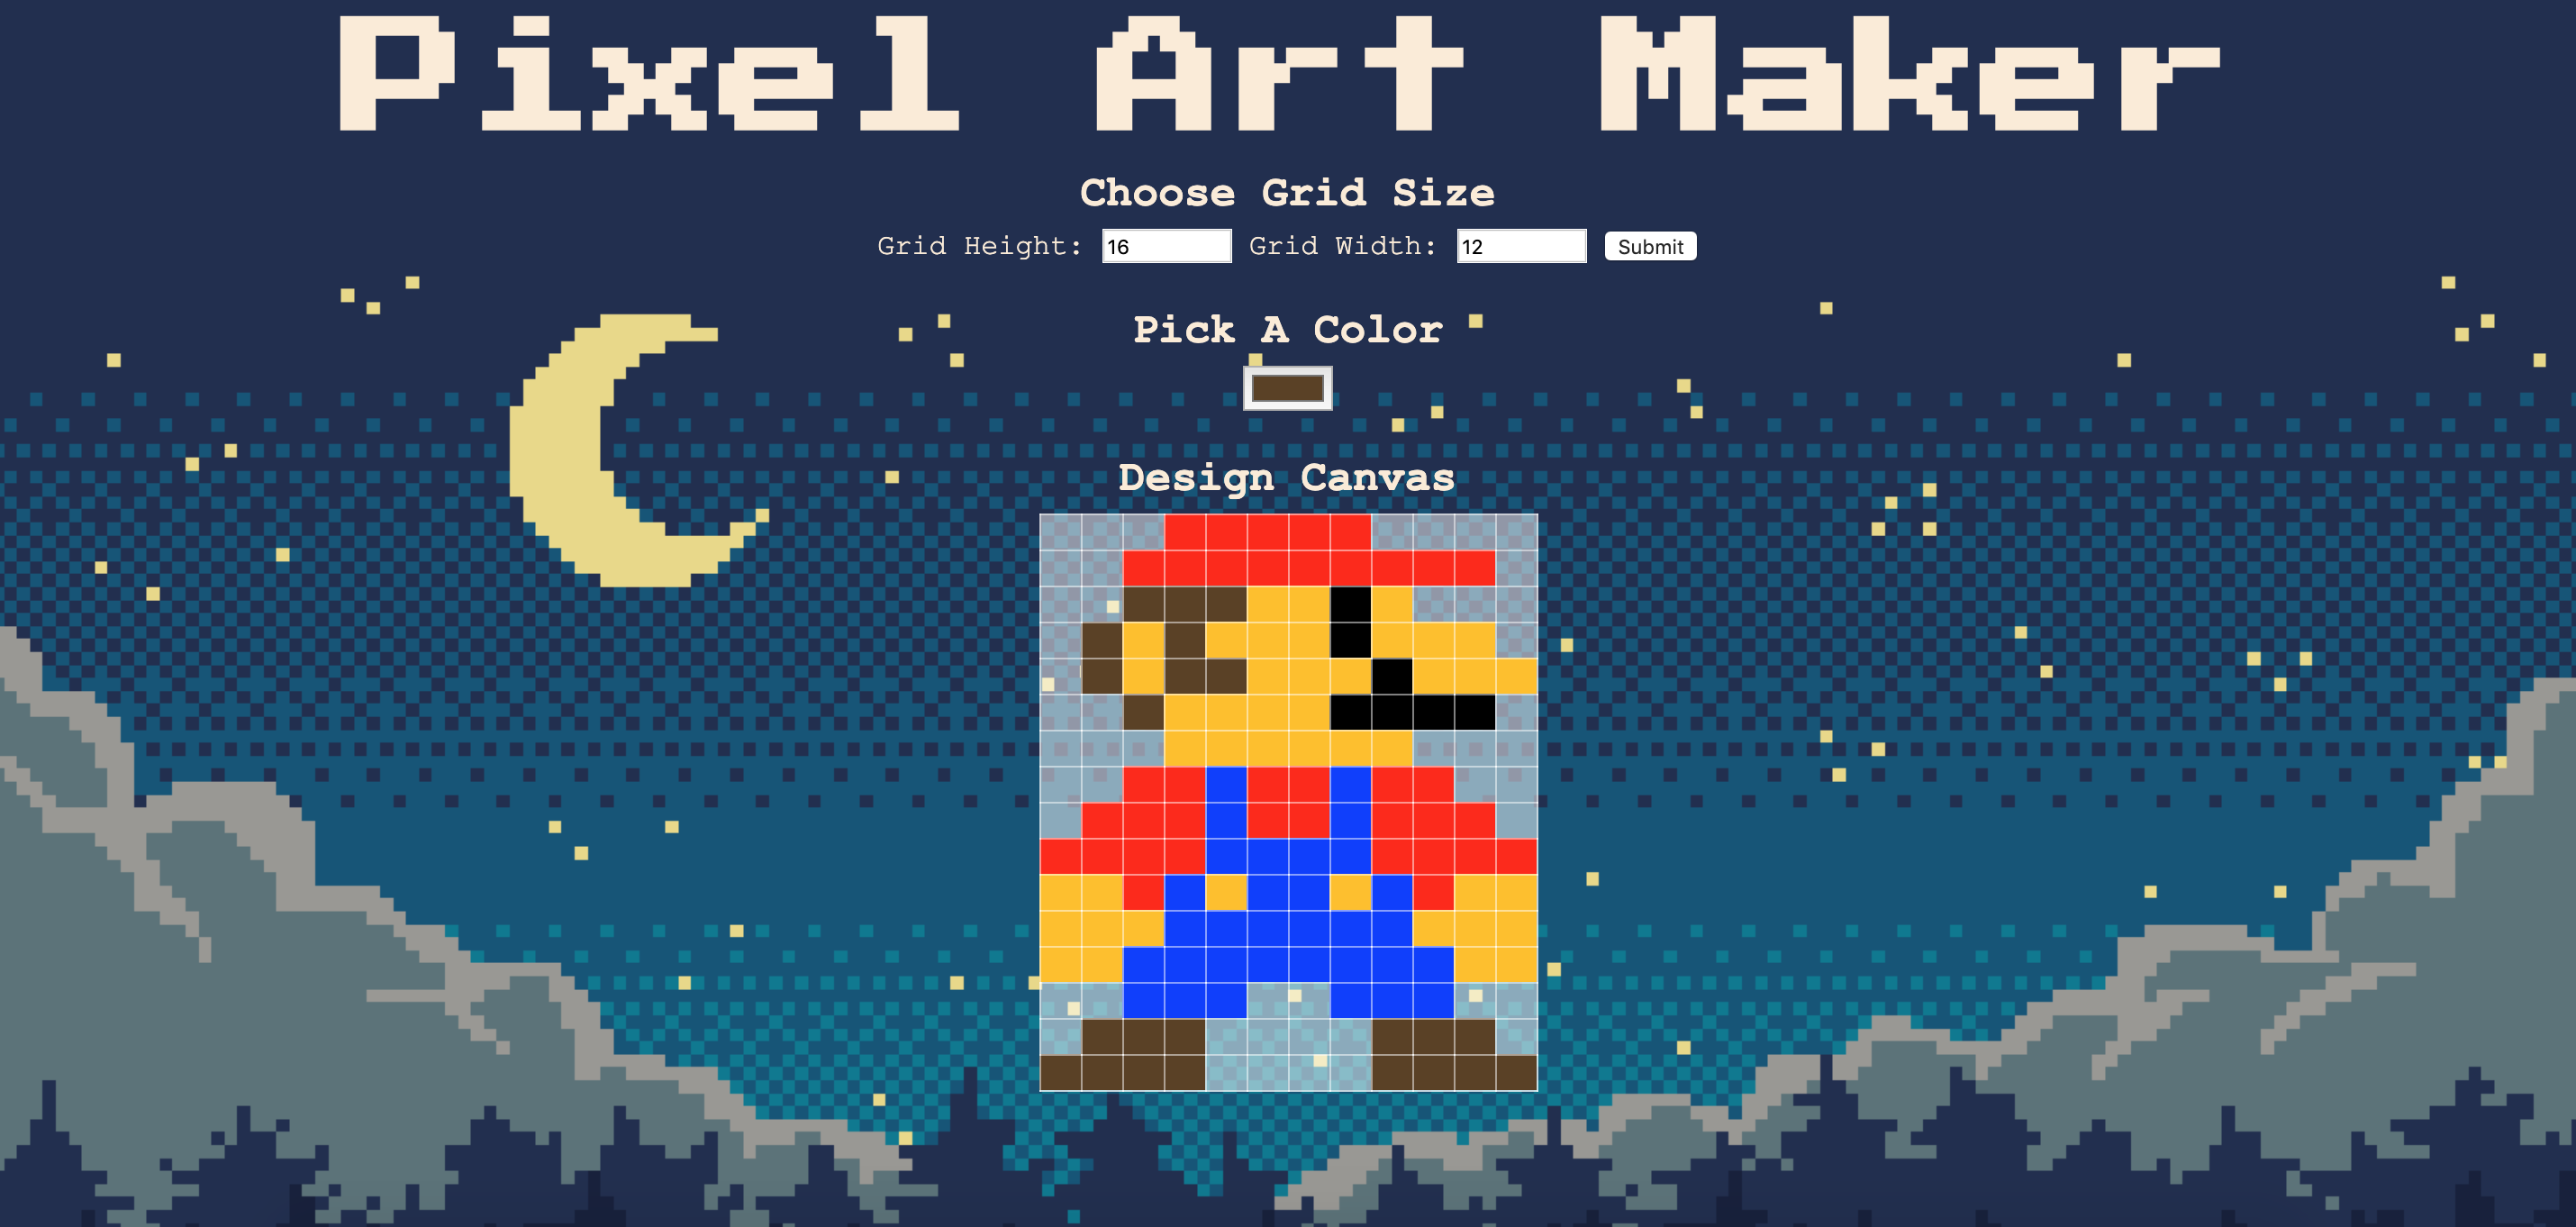 Pixel Art Maker
Choose Grid Size
Grid Height: 16 Grid Width: 12 Submit
Pick A Color
Design Canvas